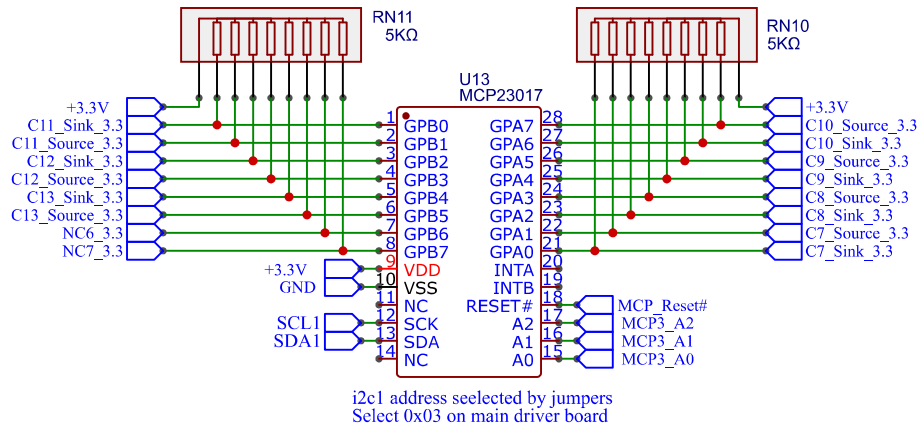 RN11
5KΩ
RN10
5KΩ
U13
MCP23017
+3.3V
C11_Sink_3.3
C11_Source_3.3
C12_Sink_3.3
C12_Source_3.3
C13_Sink_3.3
C13_Source_3.3
NC6_3.3
NC7_3.3
+3.3V
GND
SCL1
SDA1
1 GPB0
2 GPB1
3 GPB2
4 GPB3
5 GPB4
6 GPB5
7 GPB6
8 GPB7
9 VDD
10 VSS
11 NC
12 SCK
13 SDA
14 NC
GPA7 28
GPA6 27
GPA5 26
GPA4 25
GPA3 24
GPA2 23
GPA1 22
GPA0 21
INTA 20
INTB 19
RESET# 18
A2 17
A1 16
A0 15
+3.3V
C10_Source_3.3
C10_Sink_3.3
C9_Source_3.3
C9_Sink_3.3
C8_Source_3.3
C8_Sink_3.3
C7_Source_3.3
C7_Sink_3.3
MCP_Reset#
MCP3_A2
MCP3_A1
MCP3_A0
i2c1 address seelected by jumpers
Select 0x03 on main driver board